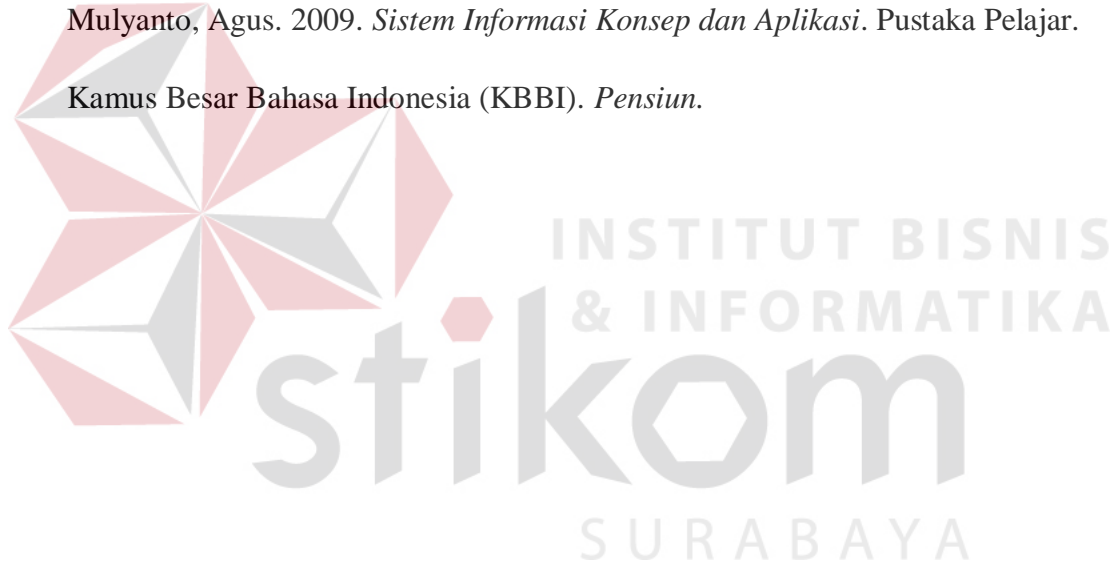 Mulyanto, Agus. 2009. Sistem Informasi Konsep dan Aplikasi. Pustaka Pelajar.
Kamus Besar Bahasa Indonesia (KBBI). Pensiun.
INSTITUT BISNIS
& INFORMATIKA
stikom
SURABAYA